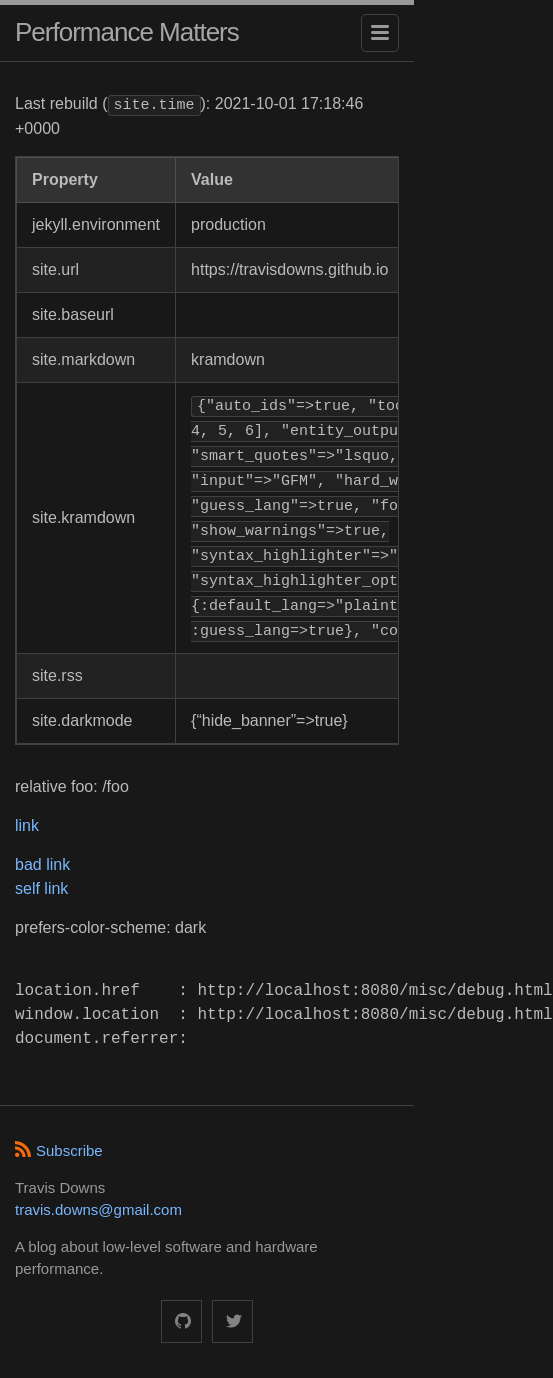 Performance Matters
Last rebuild (site.time): 2021-10-01 17:18:46
+0000
Property Value
jekyll.environment production
site.url https://travisdowns.github.io
site.baseurl
site.markdown kramdown
site.kramdown
{"auto_ids"=>true, "toc
4, 5, 6], "entity_outpu
"smart_quotes"=>"lsquo,
"input"=>"GFM", "hard_w
"guess_lang"=>true, "fo
"show_warnings"=>true,
"syntax_highlighter"=>"
"syntax_highlighter_opt
{:default_lang=>"plaint
:guess_lang=>true}, "co
site.rss
site.darkmode {“hide_banner”=>true}
relative foo: /foo
link
bad link
self link
prefers-color-scheme: dark
location.href    : http://localhost:8080/misc/debug.html
window.location  : http://localhost:8080/misc/debug.html
document.referrer:
Subscribe
Travis Downs
travis.downs@gmail.com
A blog about low-level software and hardware
performance.